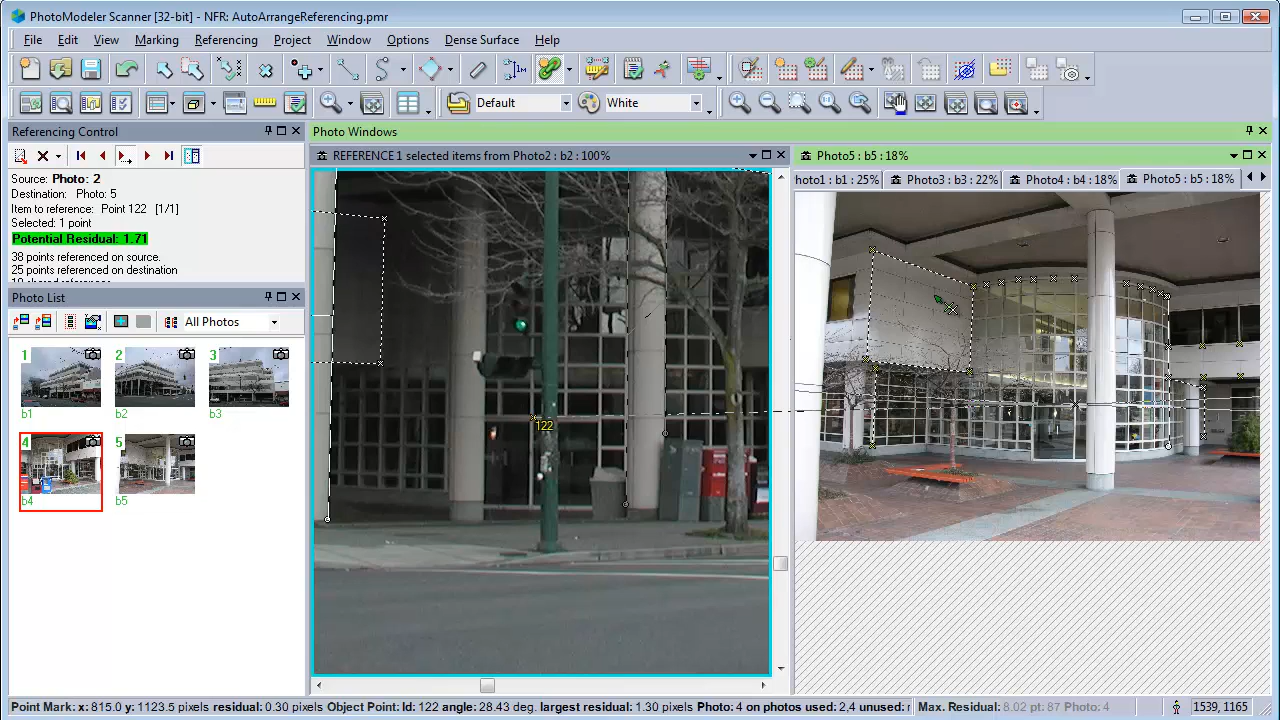 PhotoModeler Scanner [32-bit] - NFR: AutoArrangeReferencing.pmr
File Edit View Marking Referencing Project Window Options Dense Surface Help
Default White
Referencing Control
Photo Windows
REFERENCE 1 selected items from Photo2 : b2 : 100%
Photo5 : b5 : 18%
hoto1 : b1 : 25% Photo3 : b3 : 22% Photo4 : b4 : 18% Photo5 : b5 : 18%
Source: Photo: 2
Destination: Photo: 5
Item to reference: Point 122 [1/1]
Selected: 1 point
Potential Residual: 1.71
38 points referenced on source.
25 points referenced on destination
Photo List
All Photos
1 2 3
b1 b2 b3
4 5
b4 b5
122
Point Mark: x: 815.0 y: 1123.5 pixels residual: 0.30 pixels Object Point: Id: 122 angle: 28.43 deg. largest residual: 1.30 pixels Photo: 4 on photos used: 2,4 unused: r
Max. Residual: 8.02 pt: 87 Photo: 4
1539, 1165